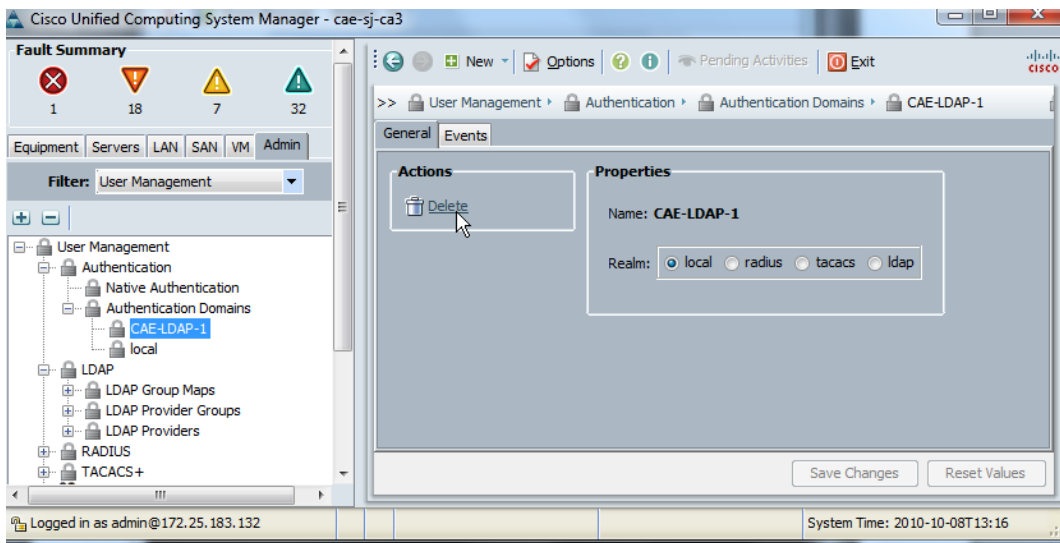 Cisco Unified Computing System Manager - cae-sj-ca3
Fault Summary
1 18 7 32
Equipment Servers LAN SAN VM Admin
Filter: User Management
User Management
Authentication
Native Authentication
Authentication Domains
CAE-LDAP-1
local
LDAP
LDAP Group Maps
LDAP Provider Groups
LDAP Providers
RADIUS
TACACS+
New Options Pending Activities Exit
CISCO
>> User Management Authentication Authentication Domains CAE-LDAP-1
General Events
Actions
Delete
Properties
Name: CAE-LDAP-1
Realm: local radius tacacs ldap
Save Changes Reset Values
Logged in as admin@172.25.183.132
System Time: 2010-10-08T13:16